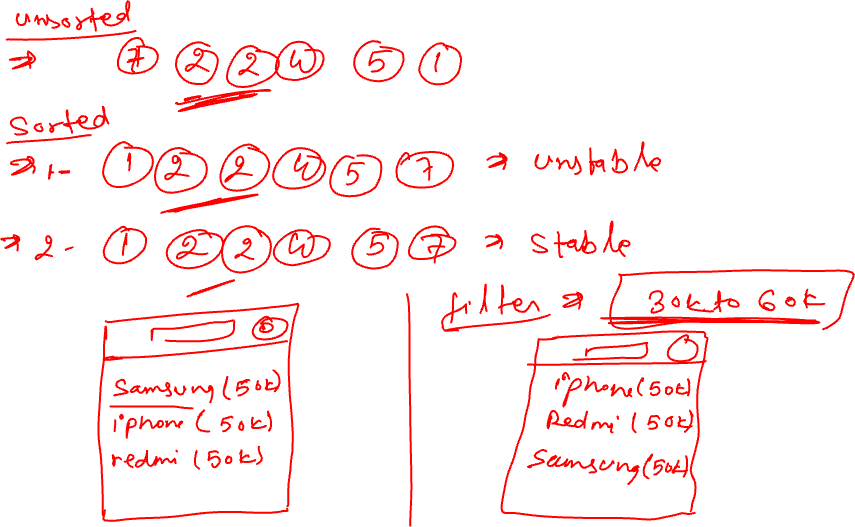 unsorted
⇒ 7 2 2 4 5 1
Sorted
⇒ 1- 1 2 2 4 5 7 ⇒ unstable
⇒ 2- 1 2 2 4 5 7 ⇒ Stable
filter ⇒ 30k to 60k
Samsung (50k)
iphone (50k)
redmi (50k)
iphone (50k)
Redmi (50k)
Samsung (50k)